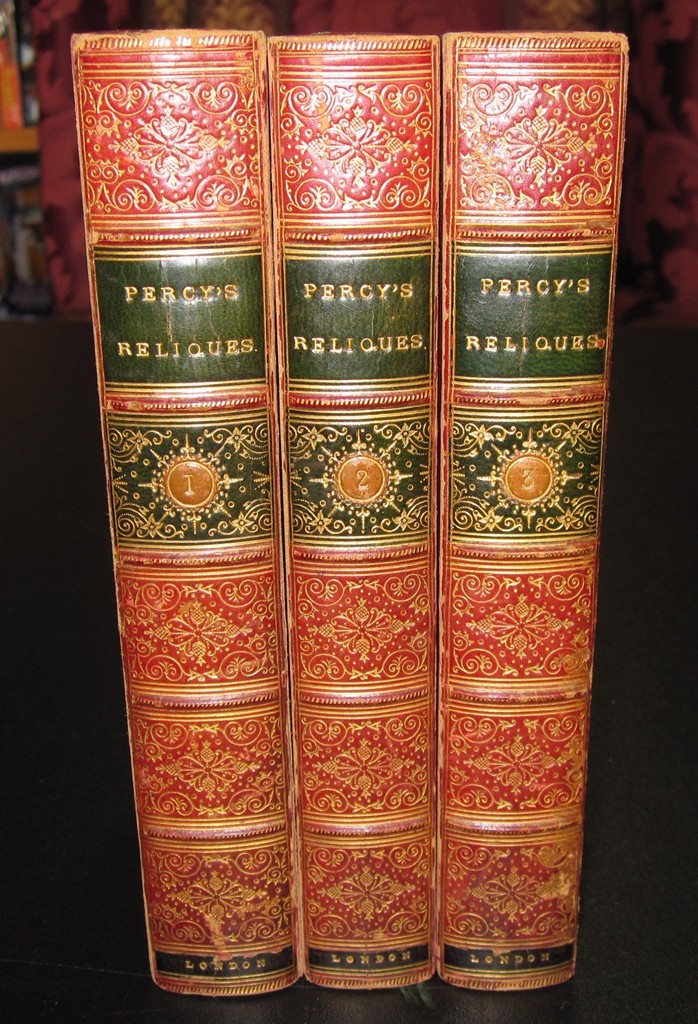 PERCY'S
RELIQUES.
1
LONDON
PERCY'S
RELIQUES.
2
LONDON
PERCY'S
RELIQUES
3
LONDON